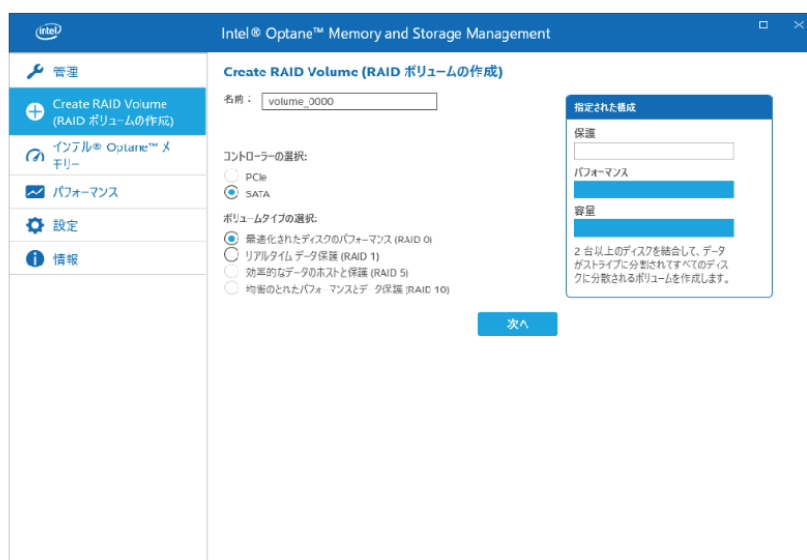 intel
Intel® Optane™ Memory and Storage Management
管理
Create RAID Volume
(RAID ボリュームの作成)
インテル® Optane™ メ
モリー
パフォーマンス
設定
情報
Create RAID Volume (RAID ボリュームの作成)
名前：
volume_0000
コントローラーの選択:
PCIe
SATA
ボリュームタイプの選択:
最適化されたディスクのパフォーマンス (RAID 0)
リアルタイム データ保護 (RAID 1)
効率的なデータのホストと保護 (RAID 5)
均衡のとれたパフォーマンスとデータ保護 (RAID 10)
次へ
指定された構成
保護
パフォーマンス
容量
2 台以上のディスクを結合して、データ
がストライプに分割されてすべてのディス
クに分散されるボリュームを作成します。